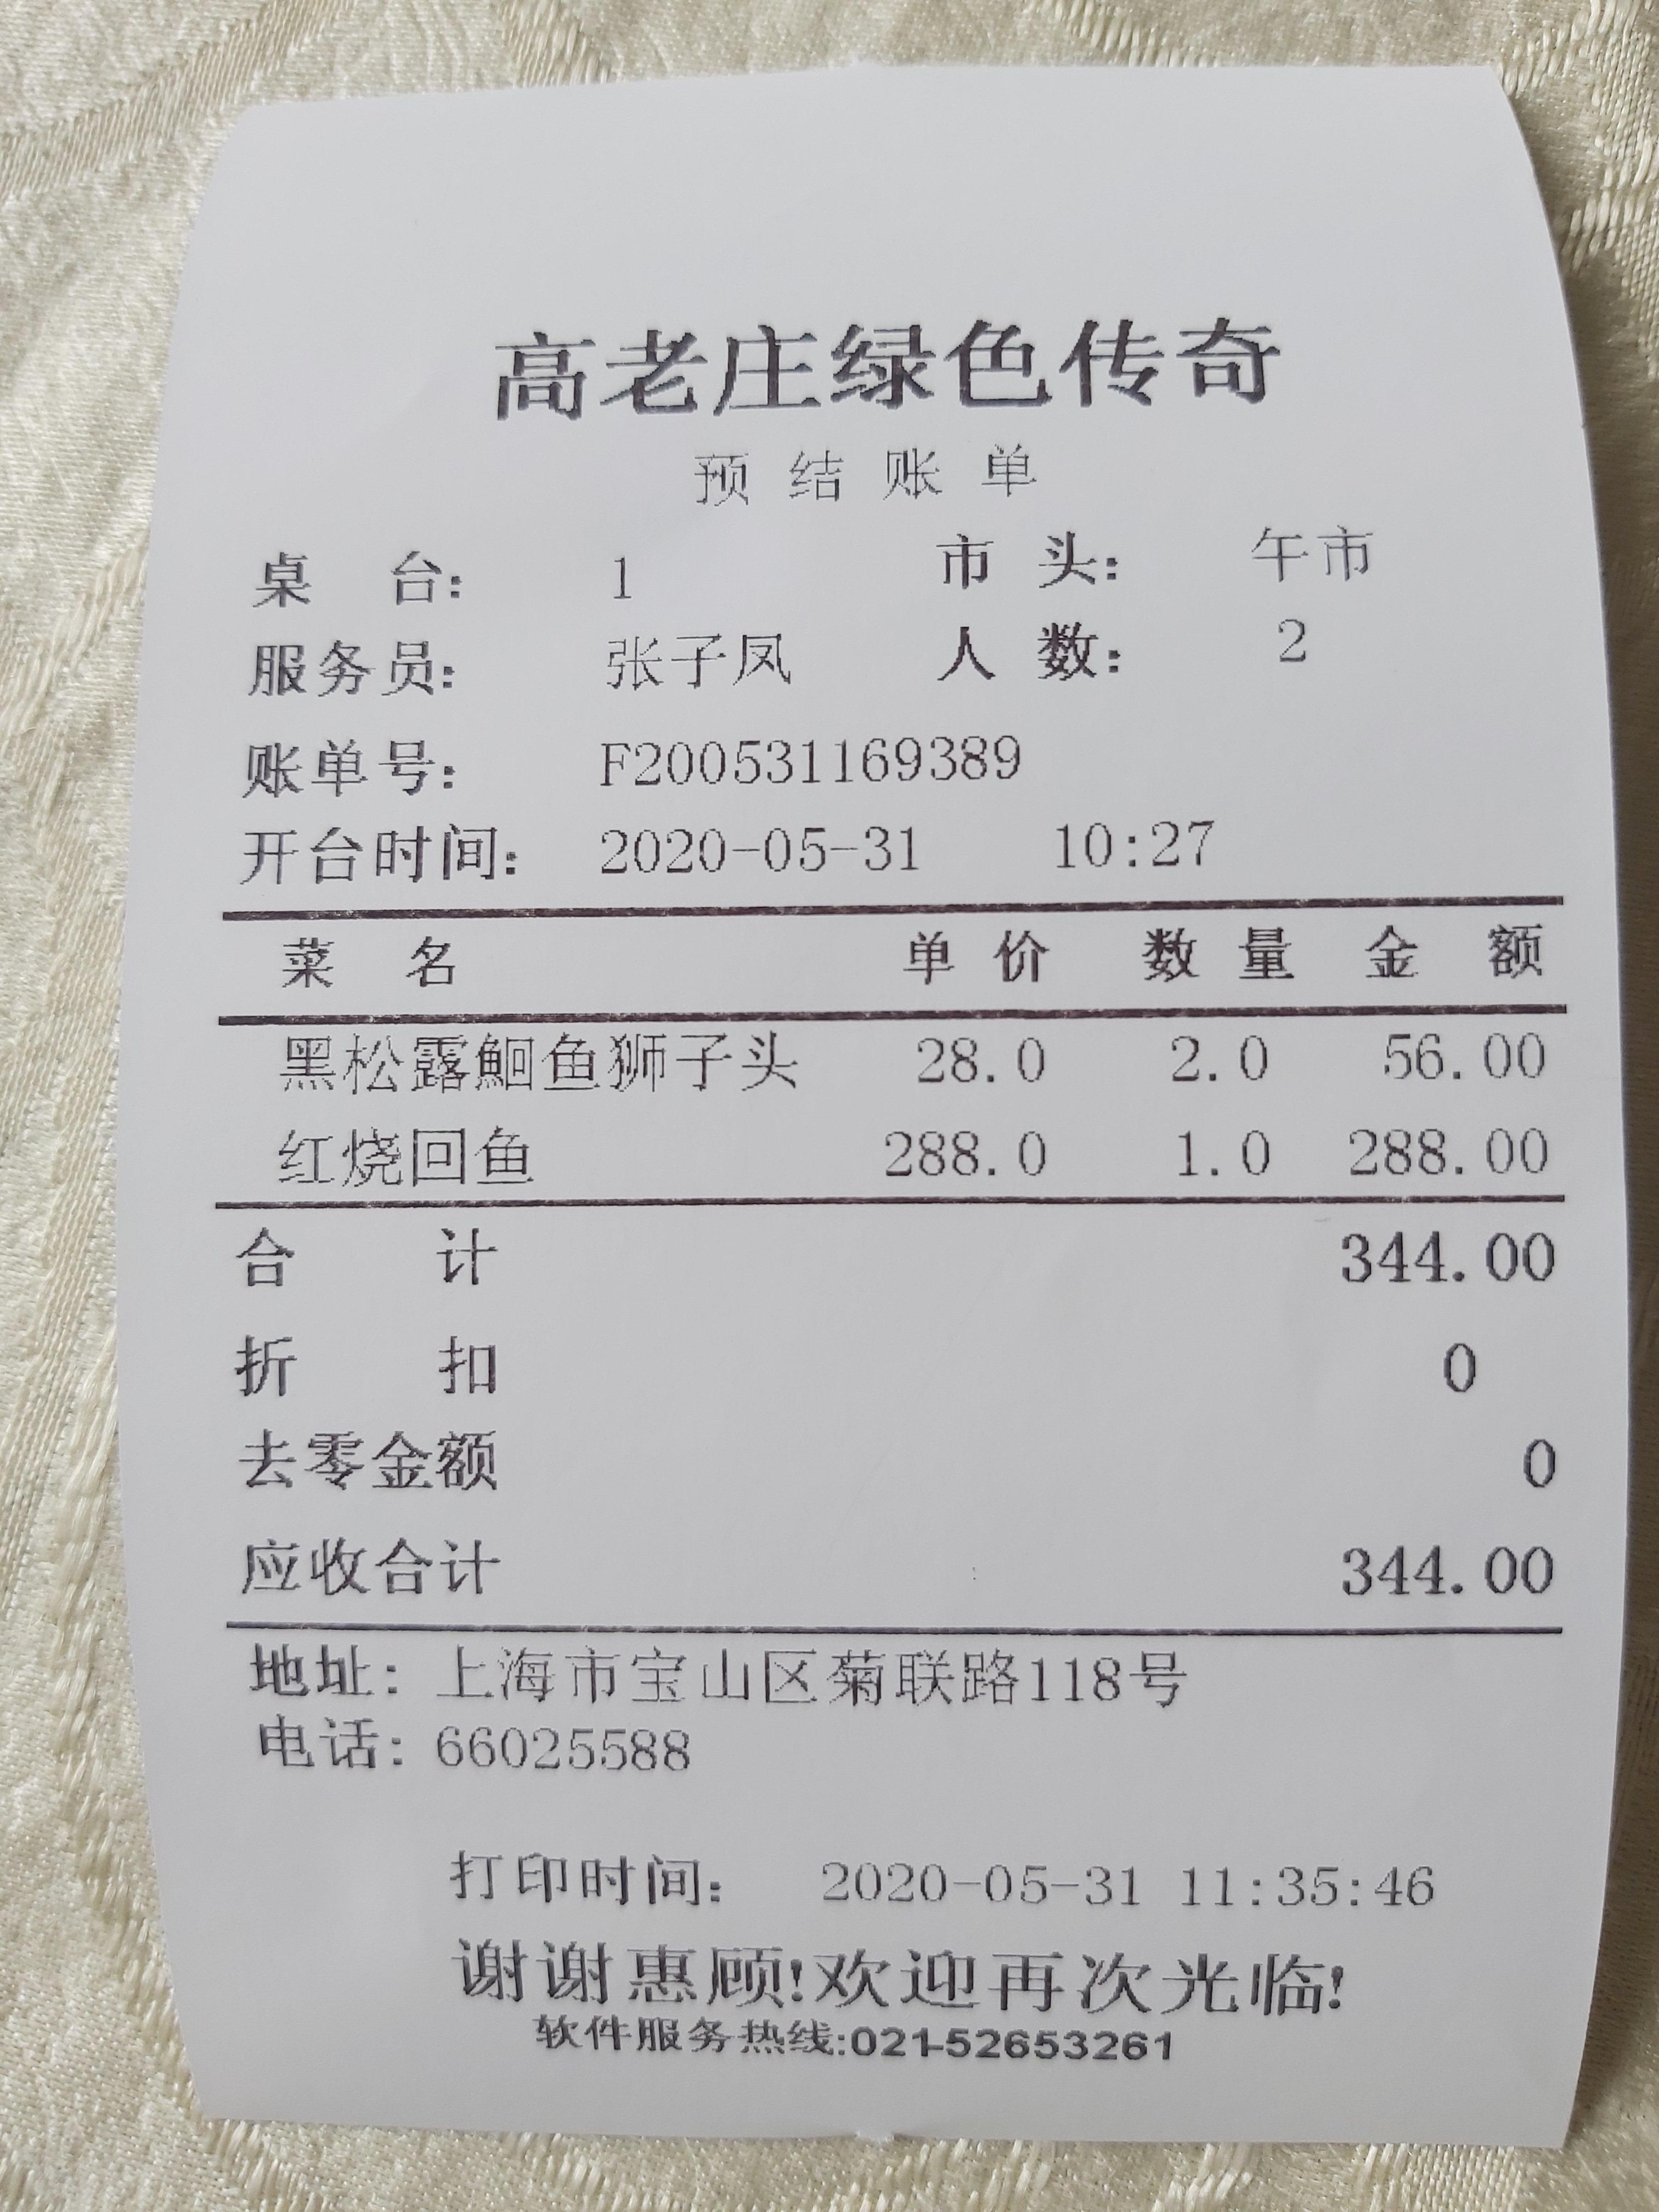 高老庄绿色传奇
预结账单
桌台: 1 市头: 午市
服务员: 张子凤 人数: 2
账单号: F200531169389
开台时间: 2020-05-31 10:27
菜名 单价 数量 金额
黑松露鮰鱼狮子头 28.0 2.0 56.00
红烧回鱼 288.0 1.0 288.00
合计 344.00
折扣 0
去零金额 0
应收合计 344.00
地址: 上海市宝山区菊联路118号
电话: 66025588
打印时间: 2020-05-31 11:35:46
谢谢惠顾!欢迎再次光临!
软件服务热线:021-52653261